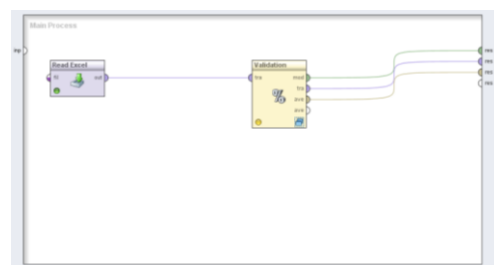 Main Process
inp
res
Read Excel
Validation
res
fil
out
tra
mod
res
tra
res
ave
ave